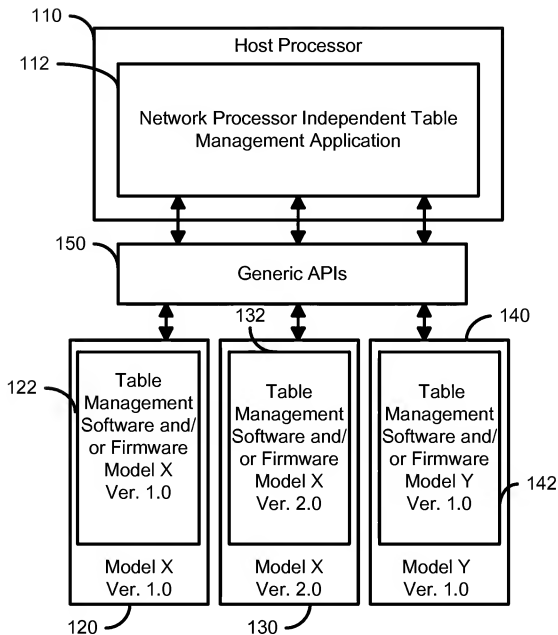 110
Host Processor
112
Network Processor Independent Table
Management Application
150
Generic APIs
132
140
122
Table
Management
Software and/
or Firmware
Model X
Ver. 1.0
Table
Management
Software and/
or Firmware
Model X
Ver. 2.0
Table
Management
Software and/
or Firmware
Model Y
Ver. 1.0
142
Model X
Ver. 1.0
Model X
Ver. 2.0
Model Y
Ver. 1.0
120
130